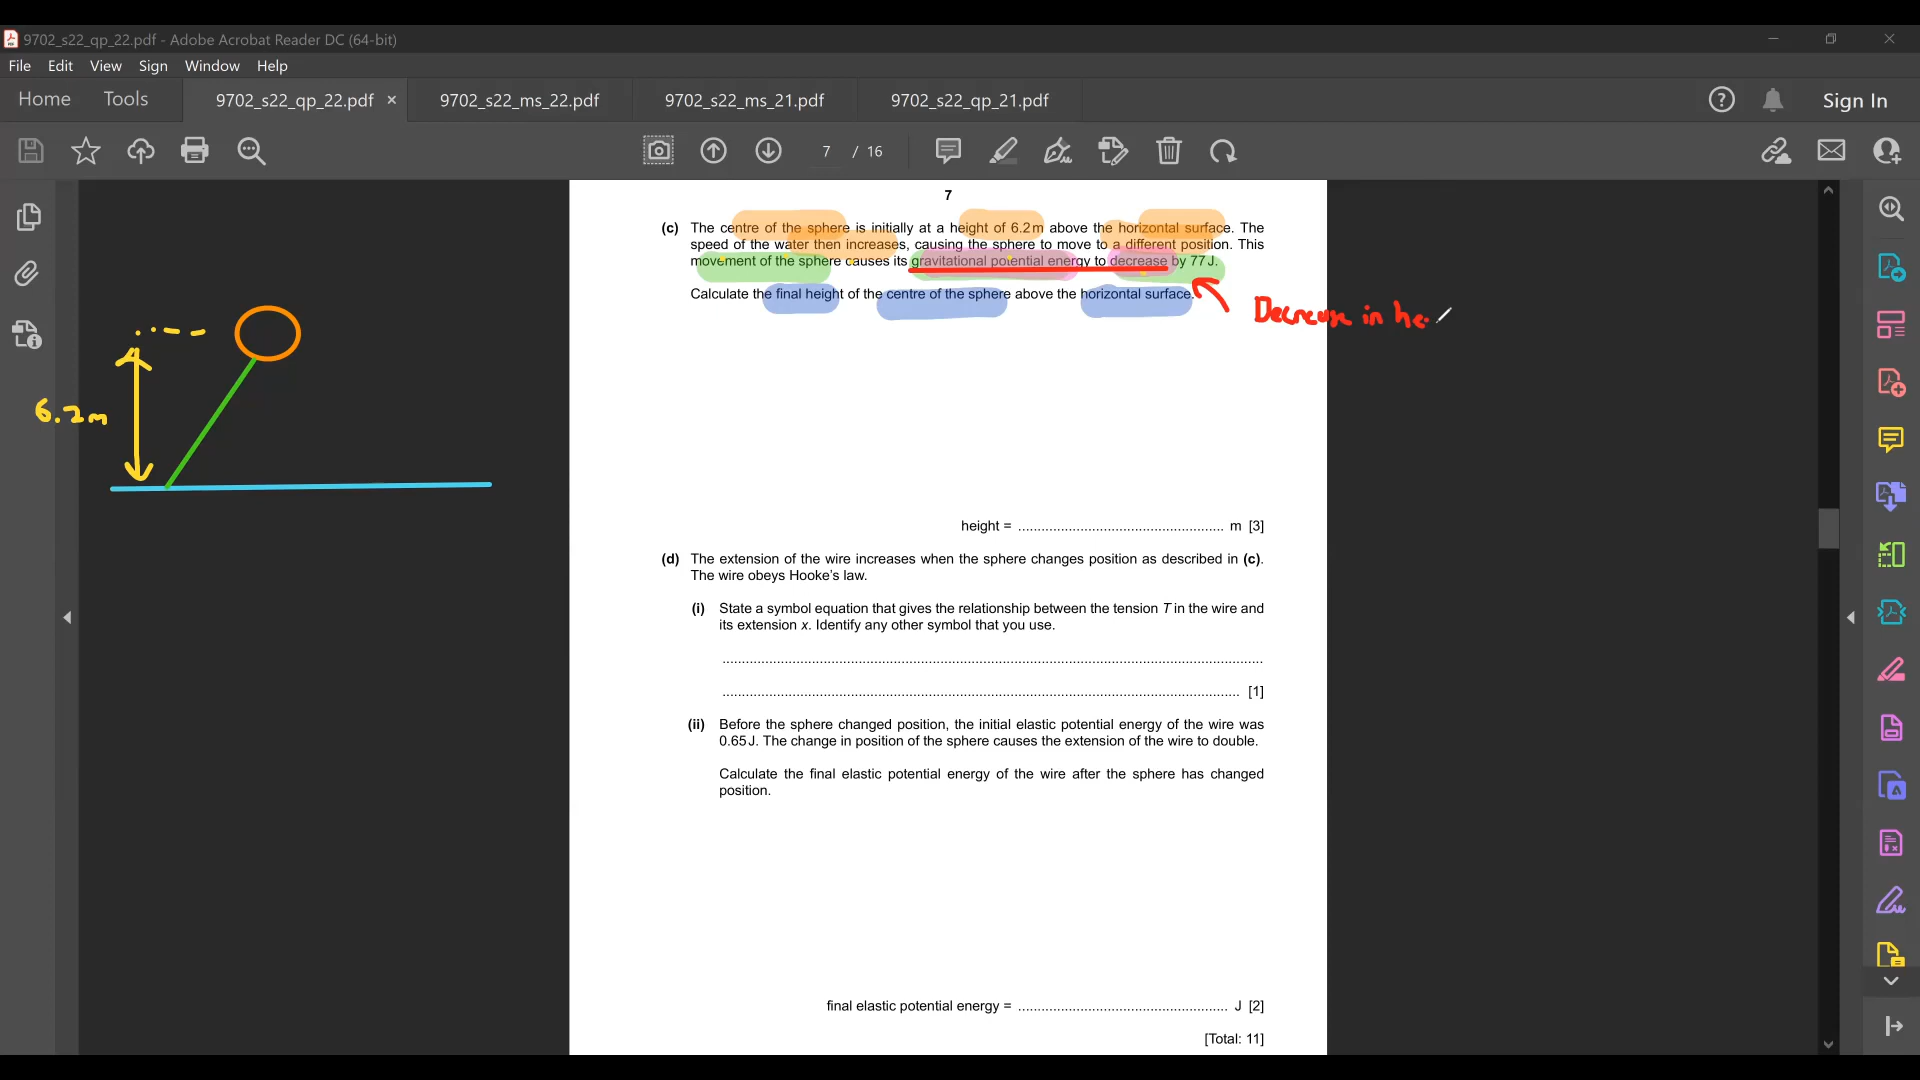 9702_s22_qp_22.pdf - Adobe Acrobat Reader DC (64-bit)
File Edit View Sign Window Help
Home Tools 9702_s22_qp_22.pdf × 9702_s22_ms_22.pdf 9702_s22_ms_21.pdf 9702_s22_qp_21.pdf Sign In
7 / 16
7
(c) The centre of the sphere is initially at a height of 6.2 m above the horizontal surface. The
speed of the water then increases, causing the sphere to move to a different position. This
movement of the sphere causes its gravitational potential energy to decrease by 77 J.
Calculate the final height of the centre of the sphere above the horizontal surface.
Decrease in he.
6.2m
height = .................................................... m [3]
(d) The extension of the wire increases when the sphere changes position as described in (c).
The wire obeys Hooke's law.
(i) State a symbol equation that gives the relationship between the tension T in the wire and
its extension x. Identify any other symbol that you use.
...........................................................................................................................................
..................................................................................................................................... [1]
(ii) Before the sphere changed position, the initial elastic potential energy of the wire was
0.65 J. The change in position of the sphere causes the extension of the wire to double.
Calculate the final elastic potential energy of the wire after the sphere has changed
position.
final elastic potential energy = ...................................................... J [2]
[Total: 11]